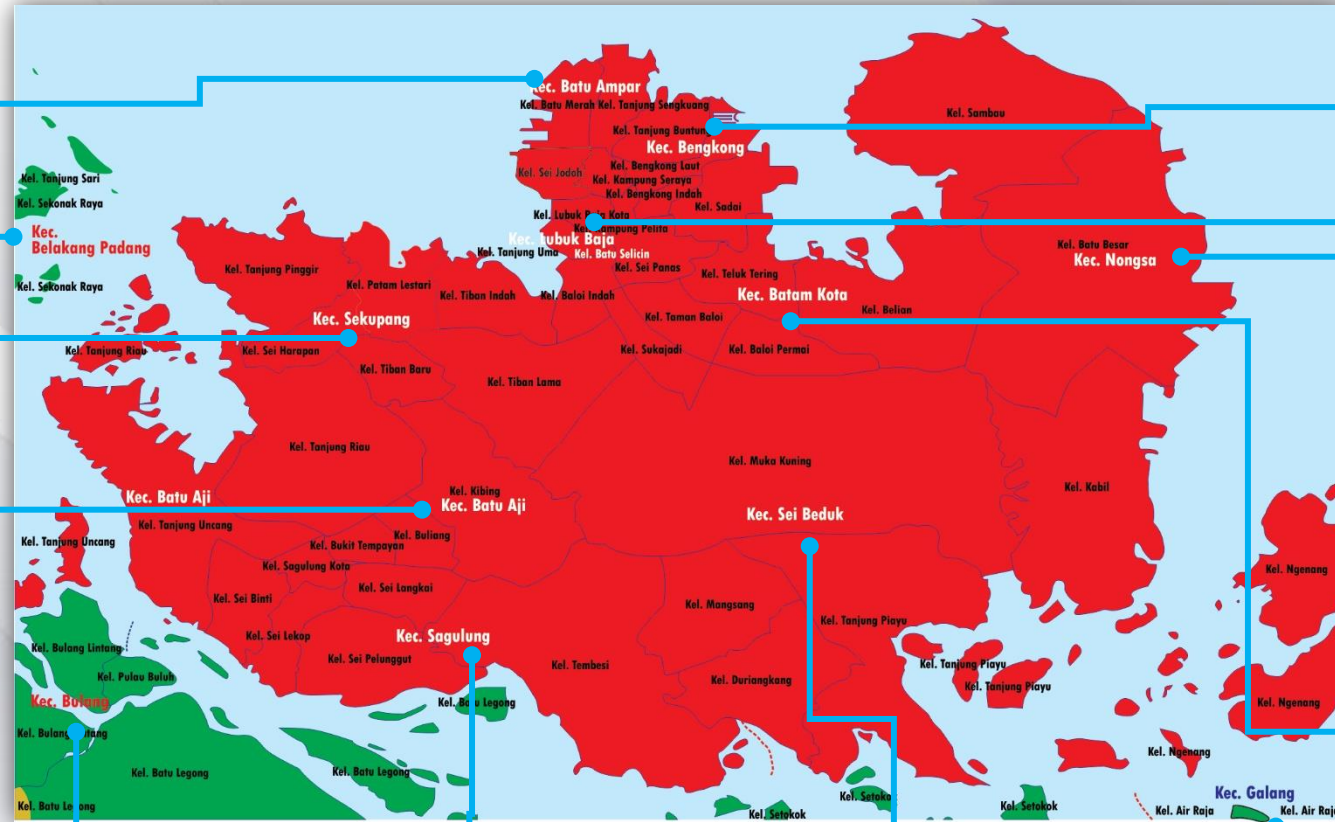 Kec. Batu Ampar
Kel. Batu Merah
Kel. Tanjung Sengkuang
Kel. Sambau
Kel. Tanjung Buntung
Kec. Bengkong
Kel. Bengkong Laut
Kel. Sei Jodoh
Kel. Kampung Seraya
Kel. Tanjung Sari
Kel. Bengkong Indah
Kel. Sekonak Raya
Kel. Sadai
Kel. Lubuk Baja Kota
Kel. Kampung Pelita
Kec.
Belakang Padang
Kec. Lubuk Baja
Kel. Batu Besar
Kel. Tanjung Uma
Kel. Batu Selicin
Kec. Nongsa
Kel. Tanjung Pinggir
Kel. Sei Panas
Kel. Teluk Tering
Kel. Sekonak Raya
Kel. Patam Lestari
Kel. Tiban Indah
Kel. Baloi Indah
Kec. Batam Kota
Kel. Belian
Kec. Sekupang
Kel. Taman Baloi
Kel. Tanjung Riau
Kel. Sei Harapan
Kel. Sukajadi
Kel. Baloi Permai
Kel. Tiban Baru
Kel. Tiban Lama
Kel. Tanjung Riau
Kel. Muka Kuning
Kel. Kabil
Kec. Batu Aji
Kel. Kibing
Kec. Batu Aji
Kec. Sei Beduk
Kel. Tanjung Uncang
Kel. Tanjung Uncang
Kel. Bukit Tempayan
Kel. Buliang
Kel. Sagulung Kota
Kel. Ngenang
Kel. Sei Langkai
Kel. Sei Binti
Kel. Mangsang
Kel. Tanjung Piayu
Kel. Sei Lekop
Kec. Sagulung
Kel. Bulang Lintang
Kel. Sei Pelunggut
Kel. Tembesi
Kel. Tanjung Piayu
Kel. Pulau Buluh
Kel. Duriangkang
Kel. Tanjung Piayu
Kec. Bulang
Kel. Batu Legong
Kel. Ngenang
Kel. Bulang Lintang
Kel. Ngenang
Kel. Batu Legong
Kel. Batu Legong
Kel. Batu Legong
Kel. Setokok
Kec. Galang
Kel. Setokok
Kel. Setokok
Kel. Air Raja
Kel. Air Raja